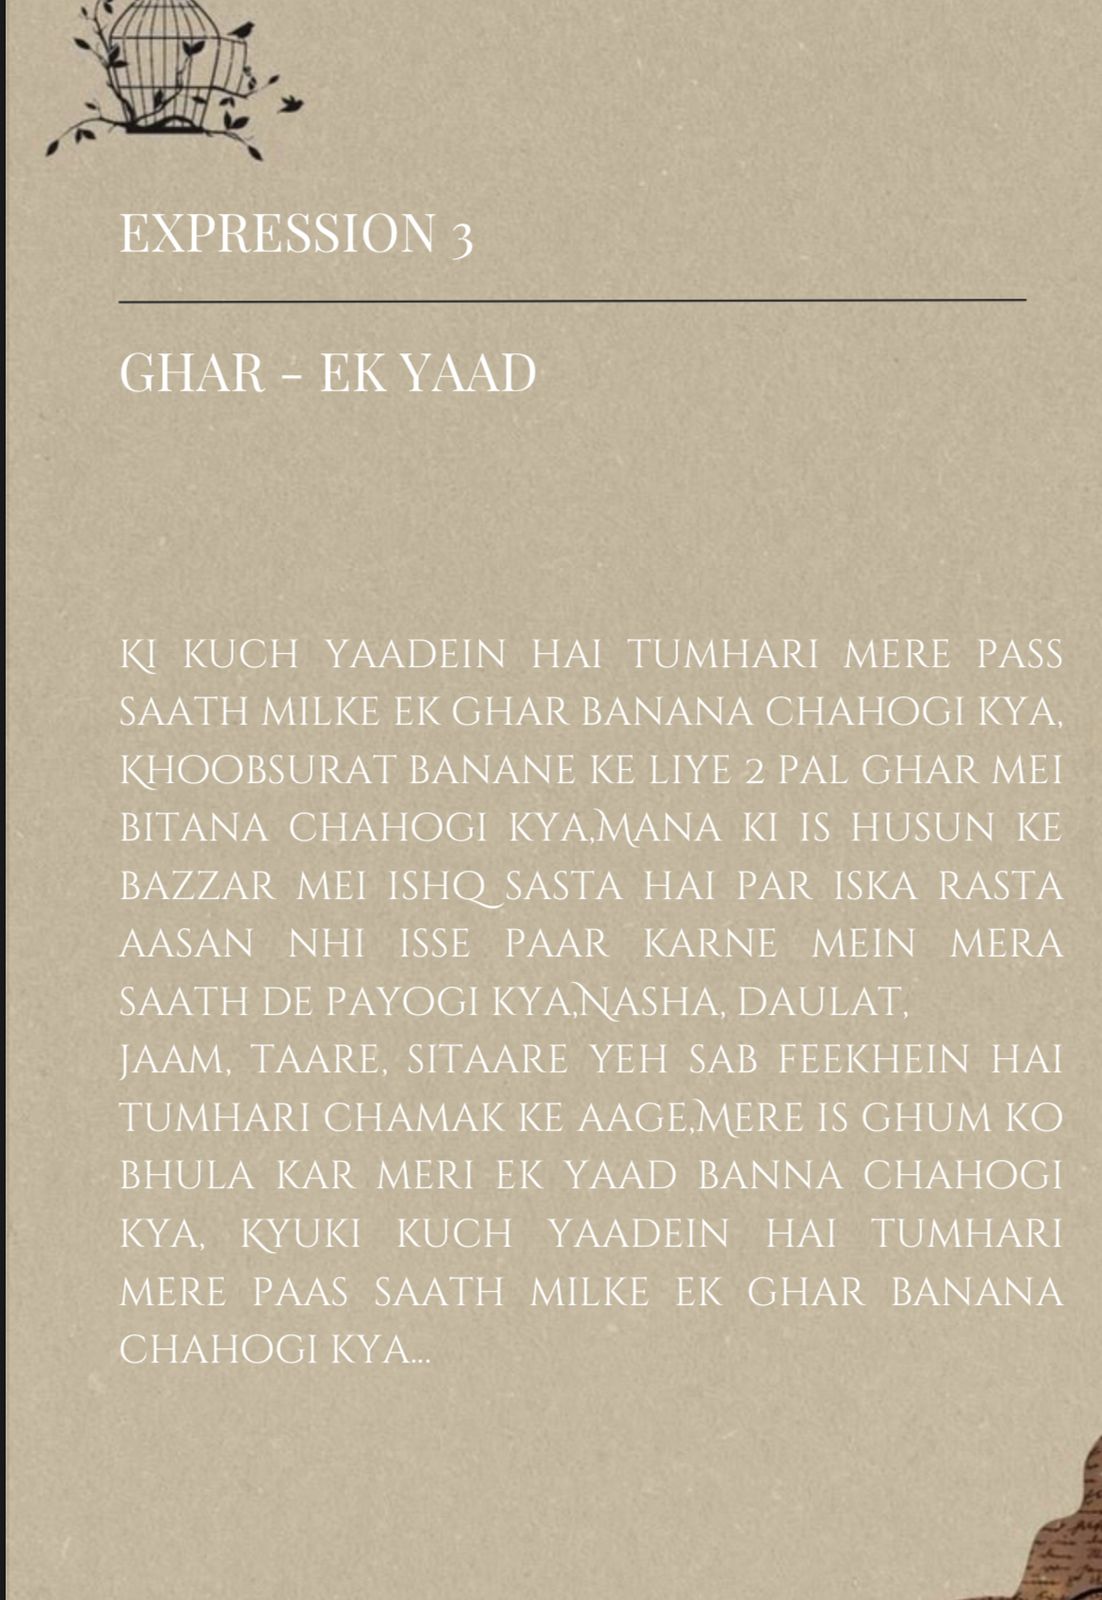 EXPRESSION 3
GHAR - EK YAAD
KI KUCH YAADEIN HAI TUMHARI MERE PASS
SAATH MILKE EK GHAR BANANA CHAHOGI KYA,
KHOOBSURAT BANANE KE LIYE 2 PAL GHAR MEI
BITANA CHAHOGI KYA,MANA KI IS HUSUN KE
BAZZAR MEI ISHQ SASTA HAI PAR ISKA RASTA
AASAN NHI ISSE PAAR KARNE MEIN MERA
SAATH DE PAYOGI KYA,NASHA, DAULAT,
JAAM, TAARE, SITAARE YEH SAB FEEKHEIN HAI
TUMHARI CHAMAK KE AAGE,MERE IS GHUM KO
BHULA KAR MERI EK YAAD BANNA CHAHOGI
KYA, KYUKI KUCH YAADEIN HAI TUMHARI
MERE PAAS SAATH MILKE EK GHAR BANANA
CHAHOGI KYA...